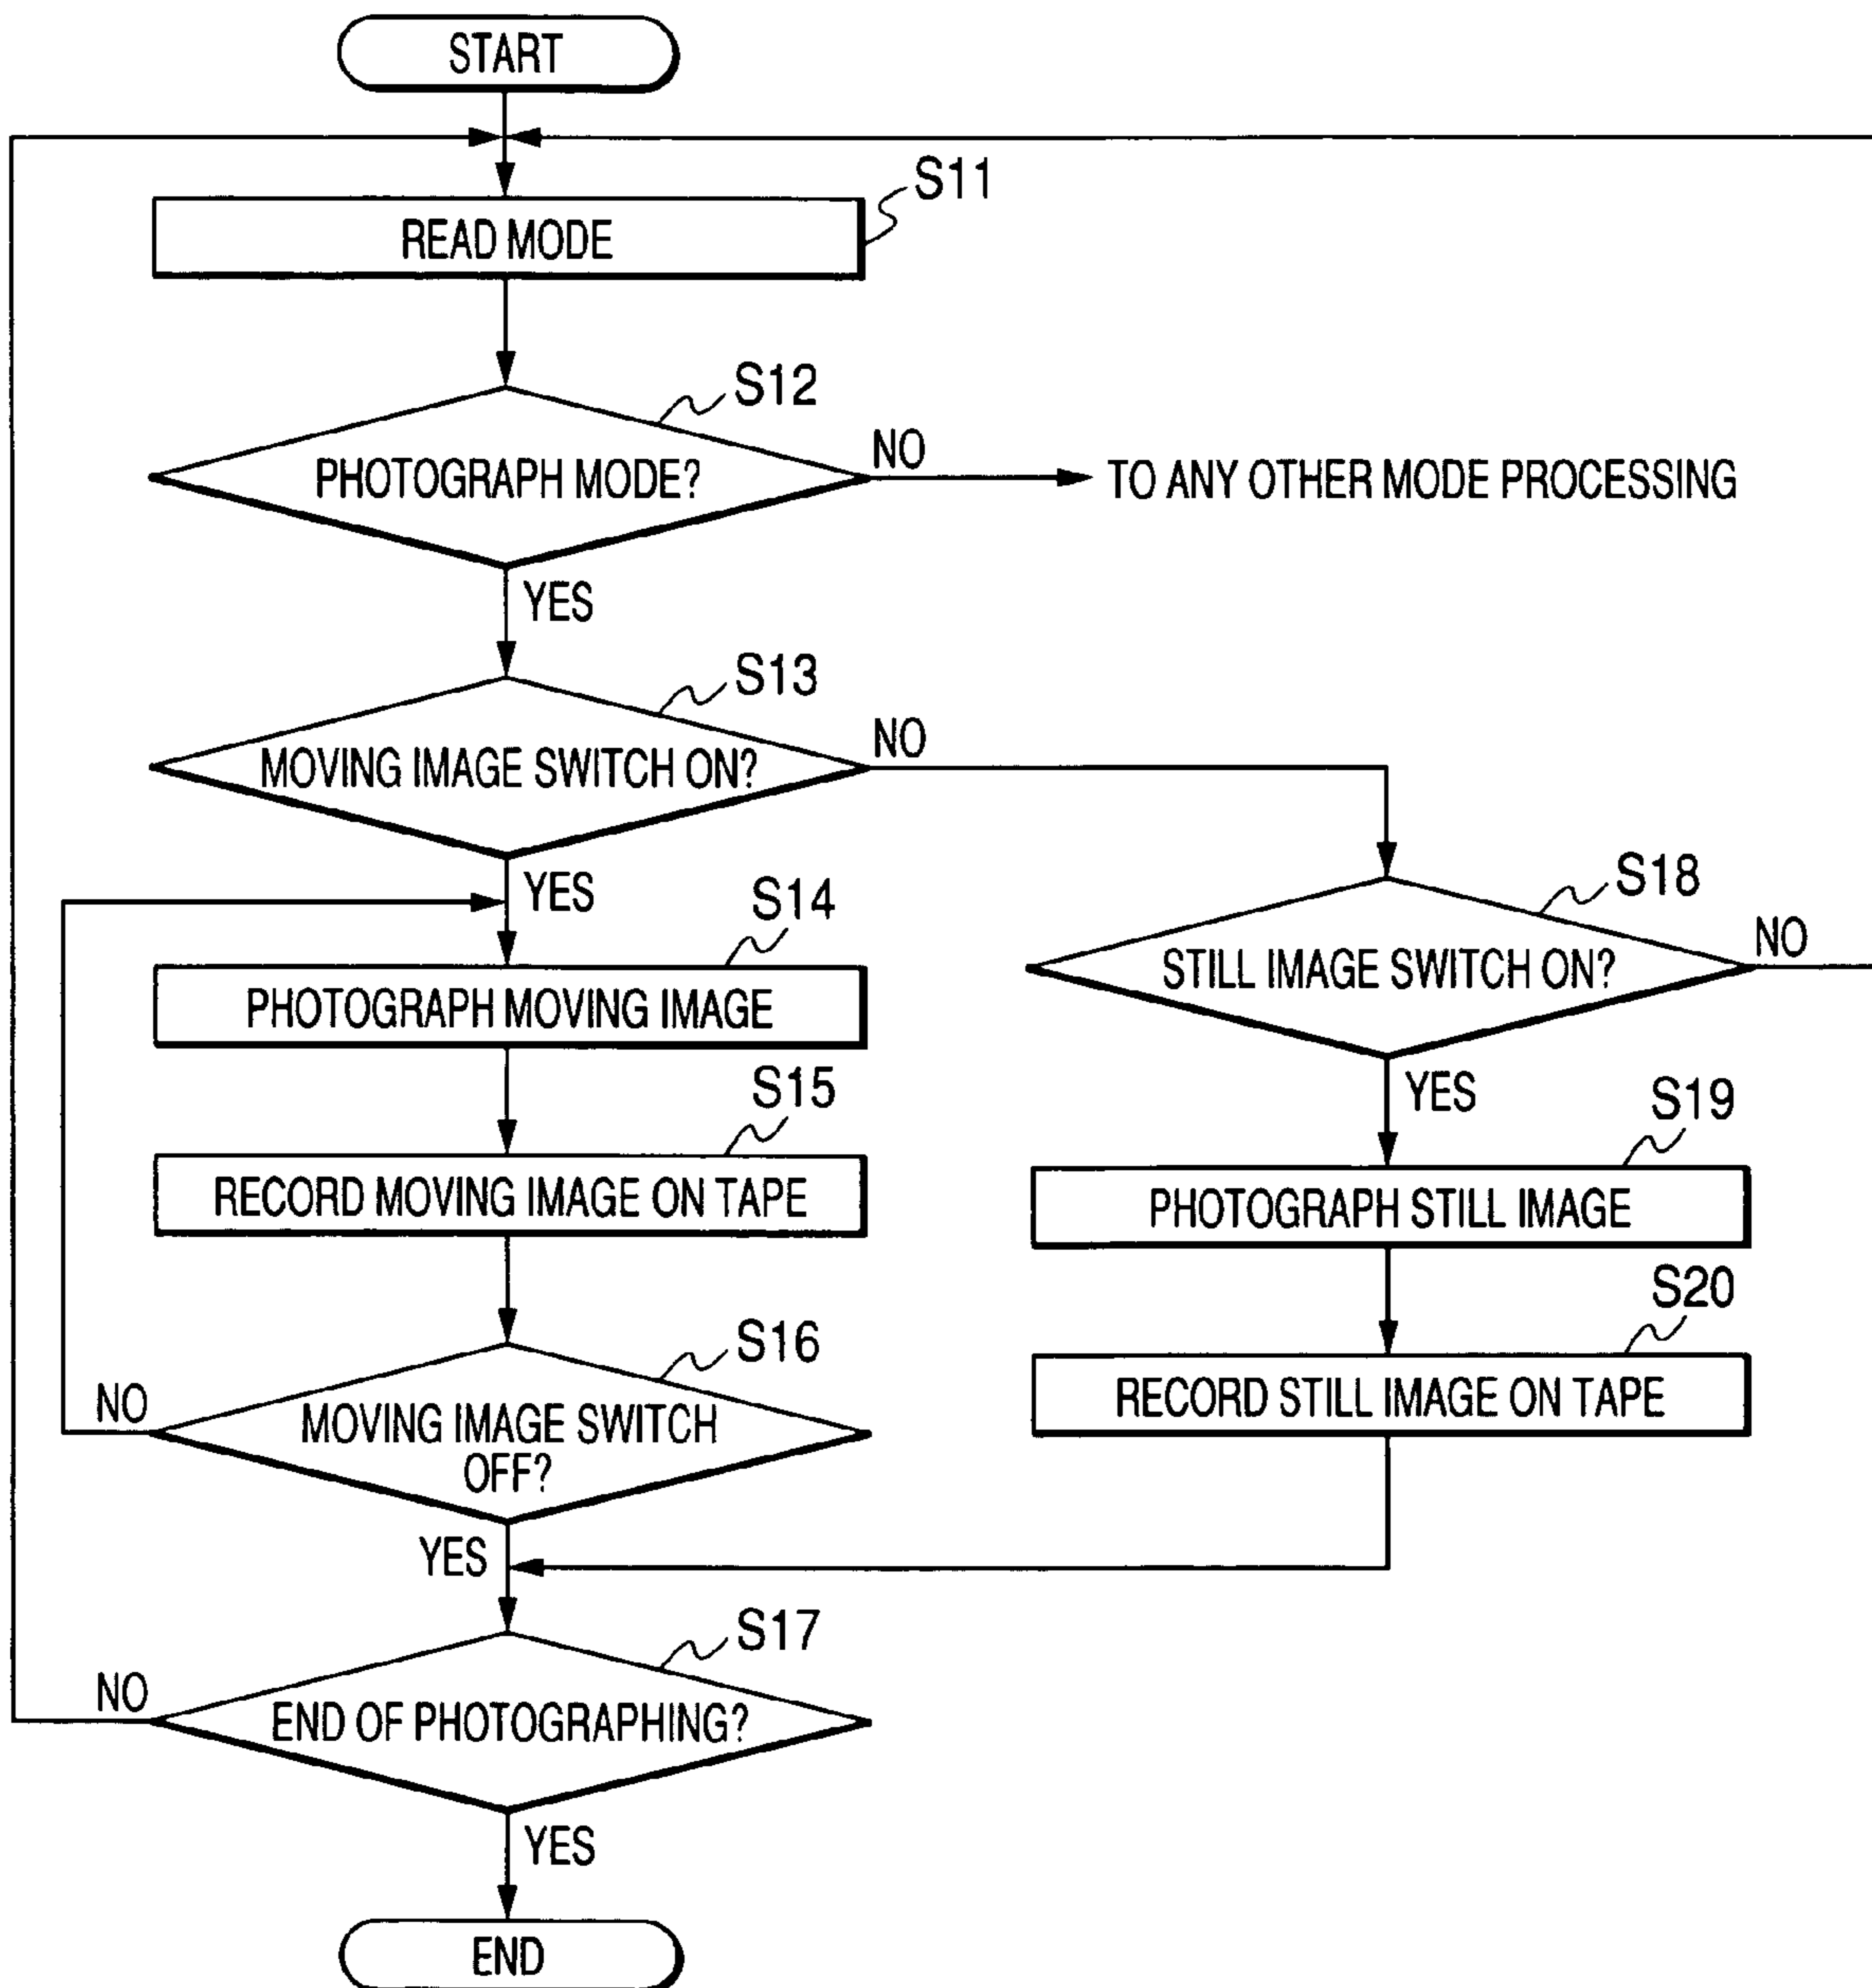 START
S11
READ MODE
S12
PHOTOGRAPH MODE?
NO
TO ANY OTHER MODE PROCESSING
YES
S13
MOVING IMAGE SWITCH ON?
NO
YES
S14
PHOTOGRAPH MOVING IMAGE
S15
RECORD MOVING IMAGE ON TAPE
S16
NO
MOVING IMAGE SWITCH
OFF?
YES
S18
STILL IMAGE SWITCH ON?
NO
YES
S19
PHOTOGRAPH STILL IMAGE
S20
RECORD STILL IMAGE ON TAPE
S17
NO
END OF PHOTOGRAPHING?
YES
END